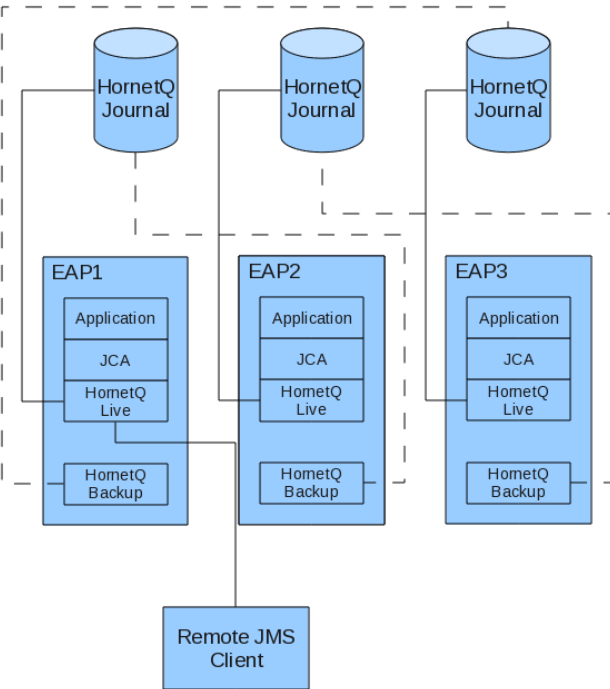 HornetQ
Journal
HornetQ
Journal
HornetQ
Journal
EAP1
Application
JCA
HornetQ
Live
HornetQ
Backup
EAP2
Application
JCA
HornetQ
Live
HornetQ
Backup
EAP3
Application
JCA
HornetQ
Live
HornetQ
Backup
Remote JMS
Client